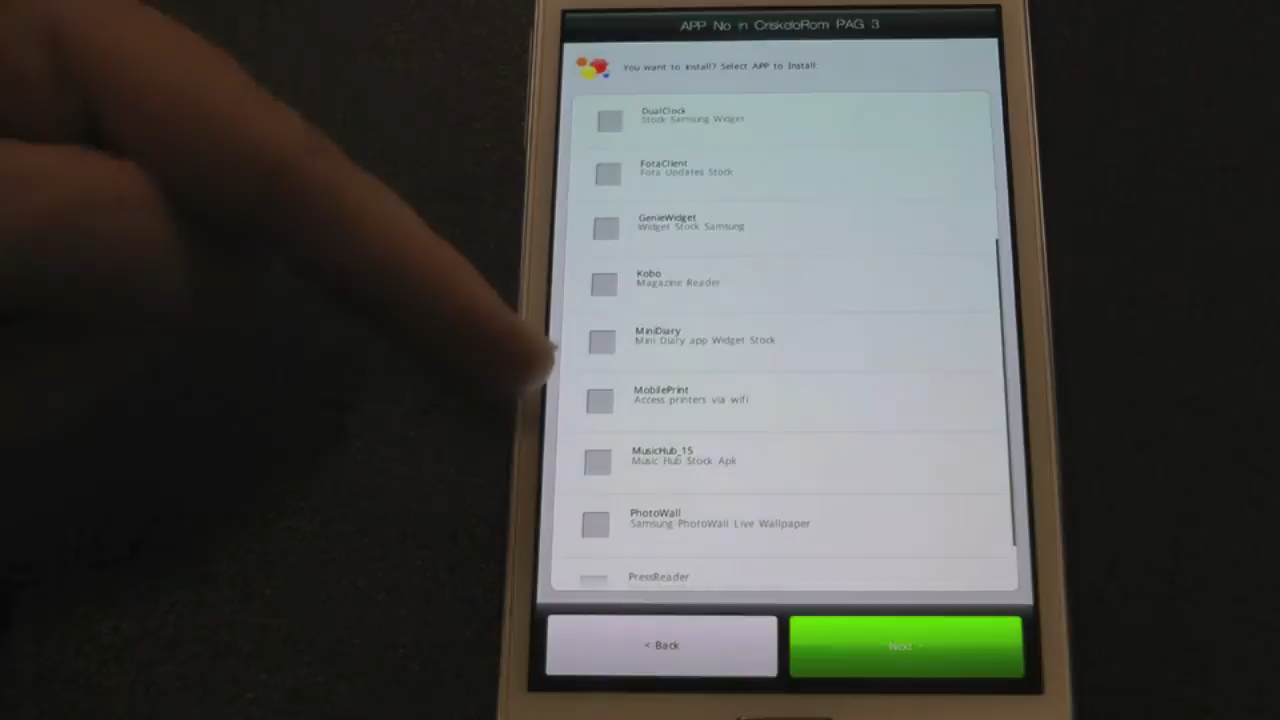 APP No in CriskdoRom PAG 3
You want to install? Select APP to Install:
DualClock
Stock Samsung Widget
FotaClient
Fota Updates Stock
GenieWidget
Widget Stock Samsung
Kobo
Magazine Reader
MiniDiary
Mini Diary app Widget Stock
MobilePrint
Access printers via wifi
MusicHub_15
Music Hub Stock Apk
PhotoWall
Samsung PhotoWall Live Wallpaper
PressReader
< Back
Next >